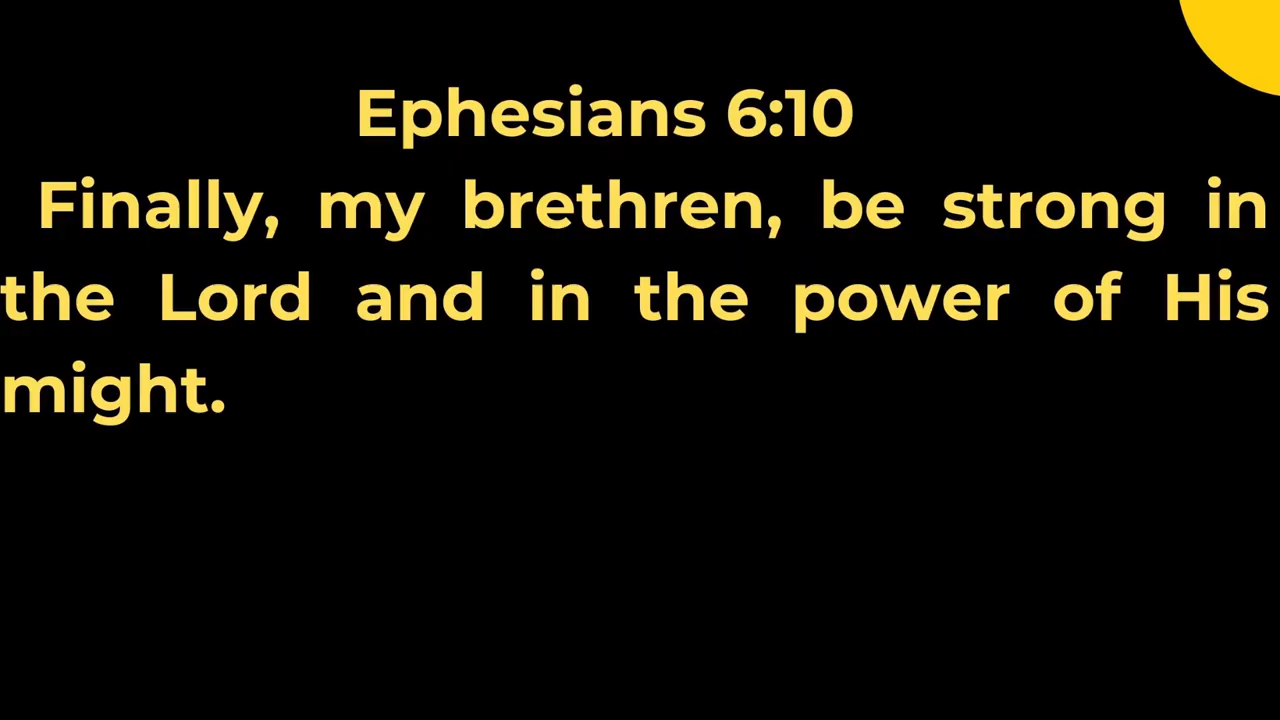 Ephesians 6:10
Finally, my brethren, be strong in
the Lord and in the power of His
might.